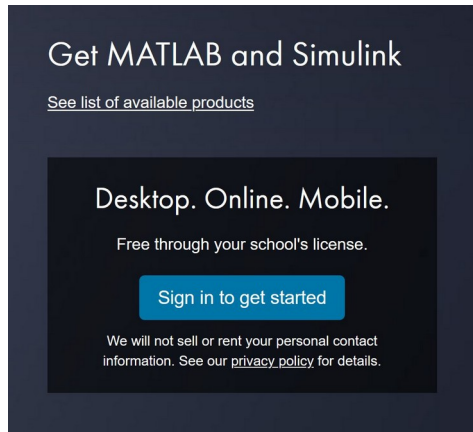 Get MATLAB and Simulink
See list of available products
Desktop. Online. Mobile.
Free through your school's license.
Sign in to get started
We will not sell or rent your personal contact
information. See our privacy policy for details.